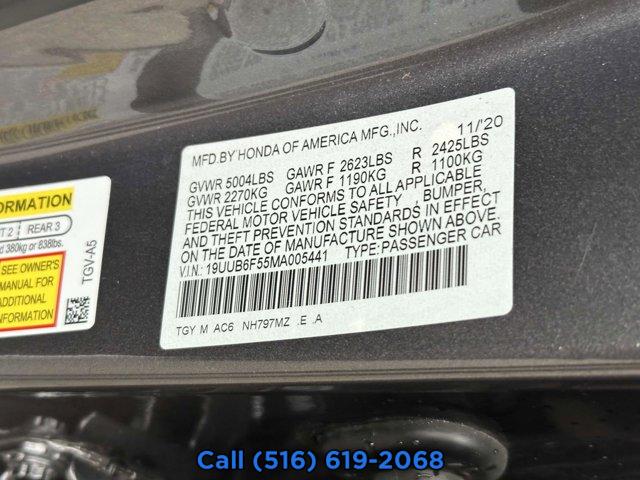 MFD.BY HONDA OF AMERICA MFG.,INC. 11/'20
GVWR 5004LBS GAWR F 2623LBS R 2425LBS
GVWR 2270KG GAWR F 1190KG R 1100KG
THIS VEHICLE CONFORMS TO ALL APPLICABLE
FEDERAL MOTOR VEHICLE SAFETY , BUMPER,
AND THEFT PREVENTION STANDARDS IN EFFECT
ON THE DATE OF MANUFACTURE SHOWN ABOVE.
V.I.N.: 19UUB6F55MA005441 TYPE: PASSENGER CAR
TGY M AC6 NH797MZ .E .A
FORMATION
2 REAR 3
380kg or 838lbs.
SEE OWNER'S
MANUAL FOR
ADDITIONAL
INFORMATION
TGV-A5
Call (516) 619-2068